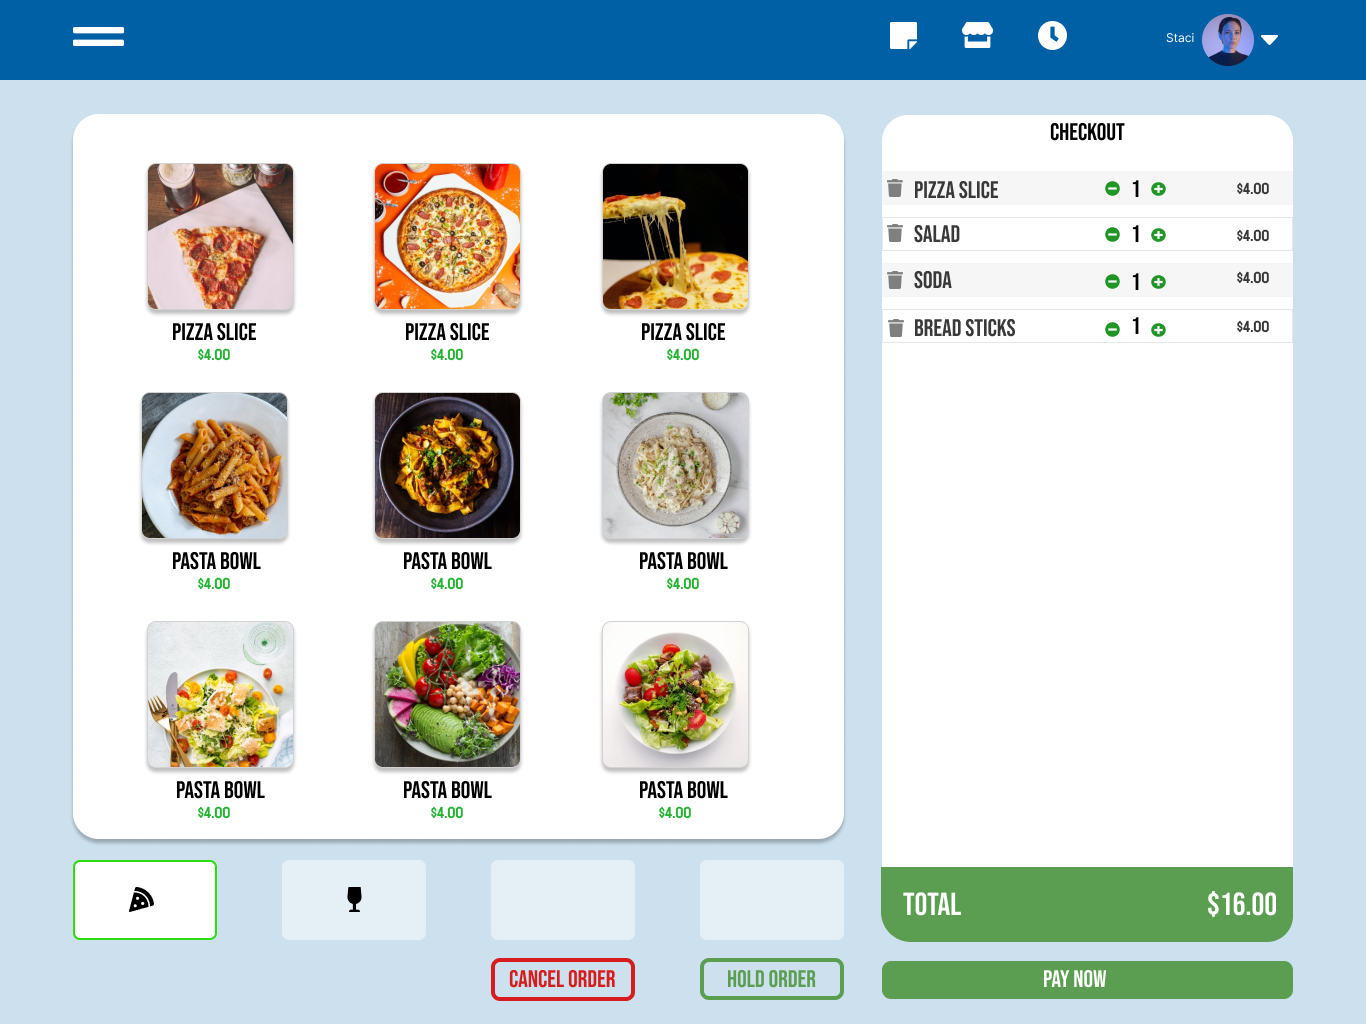 Staci
PIZZA SLICE
$4.00
PIZZA SLICE
$4.00
PIZZA SLICE
$4.00
PASTA BOWL
$4.00
PASTA BOWL
$4.00
PASTA BOWL
$4.00
PASTA BOWL
$4.00
PASTA BOWL
$4.00
PASTA BOWL
$4.00
CANCEL ORDER
HOLD ORDER
CHECKOUT
PIZZA SLICE 1 $4.00
SALAD 1 $4.00
SODA 1 $4.00
BREAD STICKS 1 $4.00
TOTAL $16.00
PAY NOW